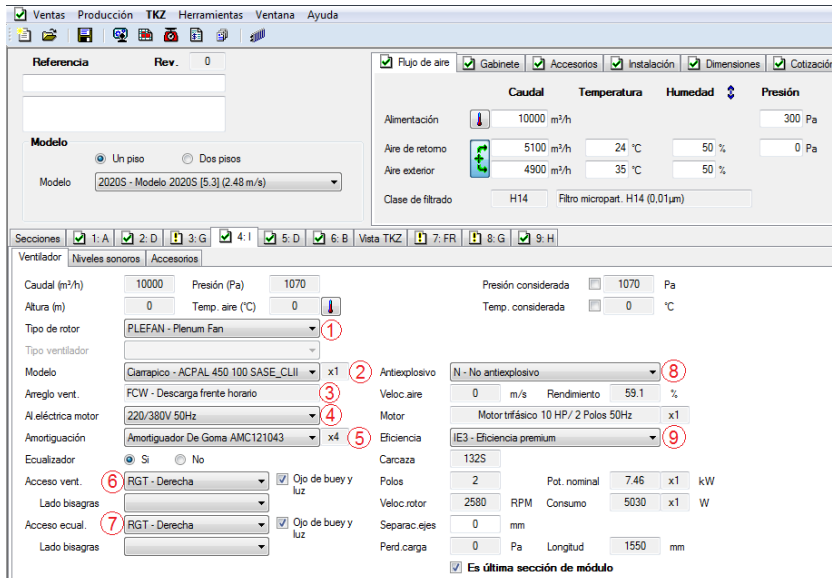 Ventas Producción TKZ Herramientas Ventana Ayuda
Referencia Rev. 0
Modelo
Un piso Dos pisos
Modelo 2020S - Modelo 2020S [5.3] (2.48 m/s)
Flujo de aire Gabinete Accesorios Instalación Dimensiones Cotización
Caudal Temperatura Humedad Presión
Alimentación 10000 m³/h 300 Pa
Aire de retorno 5100 m³/h 24 °C 50 % 0 Pa
Aire exterior 4900 m³/h 35 °C 50 %
Clase de filtrado H14 Filtro micropart. H14 (0,01µm)
Secciones 1: A 2: D 3: G 4: I 5: D 6: B Vista TKZ 7: FR 8: G 9: H
Ventilador Niveles sonoros Accesorios
Caudal (m³/h) 10000 Presión (Pa) 1070 Presión considerada 1070 Pa
Altura (m) 0 Temp. aire (°C) 0 Temp. considerada 0 °C
Tipo de rotor PLEFAN - Plenum Fan 1
Tipo ventilador
Modelo Ciarrapico - ACPAL 450 100 SASE_CLII x1 2 Antiexplosivo N - No antiexplosivo 8
Arreglo vent. FCW - Descarga frente horario 3 Veloc.aire 0 m/s Rendimiento 59.1 %
Al.eléctrica motor 220/380V 50Hz 4 Motor Motor trifásico 10 HP/ 2 Polos 50Hz x1
Amortiguación Amortiguador De Goma AMC121043 x4 5 Eficiencia IE3 - Eficiencia premium 9
Ecualizador Si No Carcaza 132S
Acceso vent. 6 RGT - Derecha Ojo de buey y luz Polos 2 Pot. nominal 7.46 x1 kW
Lado bisagras Veloc.rotor 2580 RPM Consumo 5030 x1 W
Acceso ecual. 7 RGT - Derecha Ojo de buey y luz Separac.ejes 0 mm
Lado bisagras Perd.carga 0 Pa Longitud 1550 mm
Es última sección de módulo